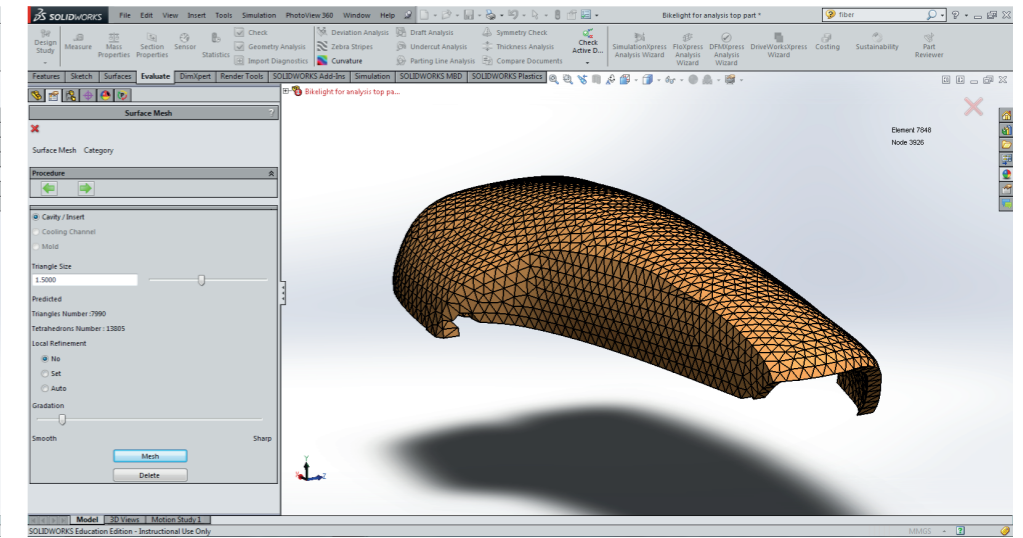 SOLIDWORKS File Edit View Insert Tools Simulation PhotoView 360 Window Help Bikelight for analysis top part * fiber
Design Study Measure Mass Properties Section Properties Sensor Statistics Check Geometry Analysis Import Diagnostics Deviation Analysis Zebra Stripes Curvature Draft Analysis Undercut Analysis Parting Line Analysis Symmetry Check Thickness Analysis Compare Documents Check Active D... SimulationXpress Analysis Wizard FloXpress Analysis Wizard DFMXpress Analysis Wizard DriveWorksXpress Wizard Costing Sustainability Part Reviewer
Features Sketch Surfaces Evaluate DimXpert Render Tools SOLIDWORKS Add-Ins Simulation SOLIDWORKS MBD SOLIDWORKS Plastics
Bikelight for analysis top pa...
Surface Mesh ?
Element 7848
Node 3926
Surface Mesh Category
Procedure
Cavity / Insert
Cooling Channel
Mold
Triangle Size
1.5000
Predicted
Triangles Number :7990
Tetrahedrons Number : 13805
Local Refinement
No
Set
Auto
Gradation
Smooth Sharp
Mesh
Delete
Y
Z
Model 3D Views Motion Study 1
SOLIDWORKS Education Edition - Instructional Use Only MMGS